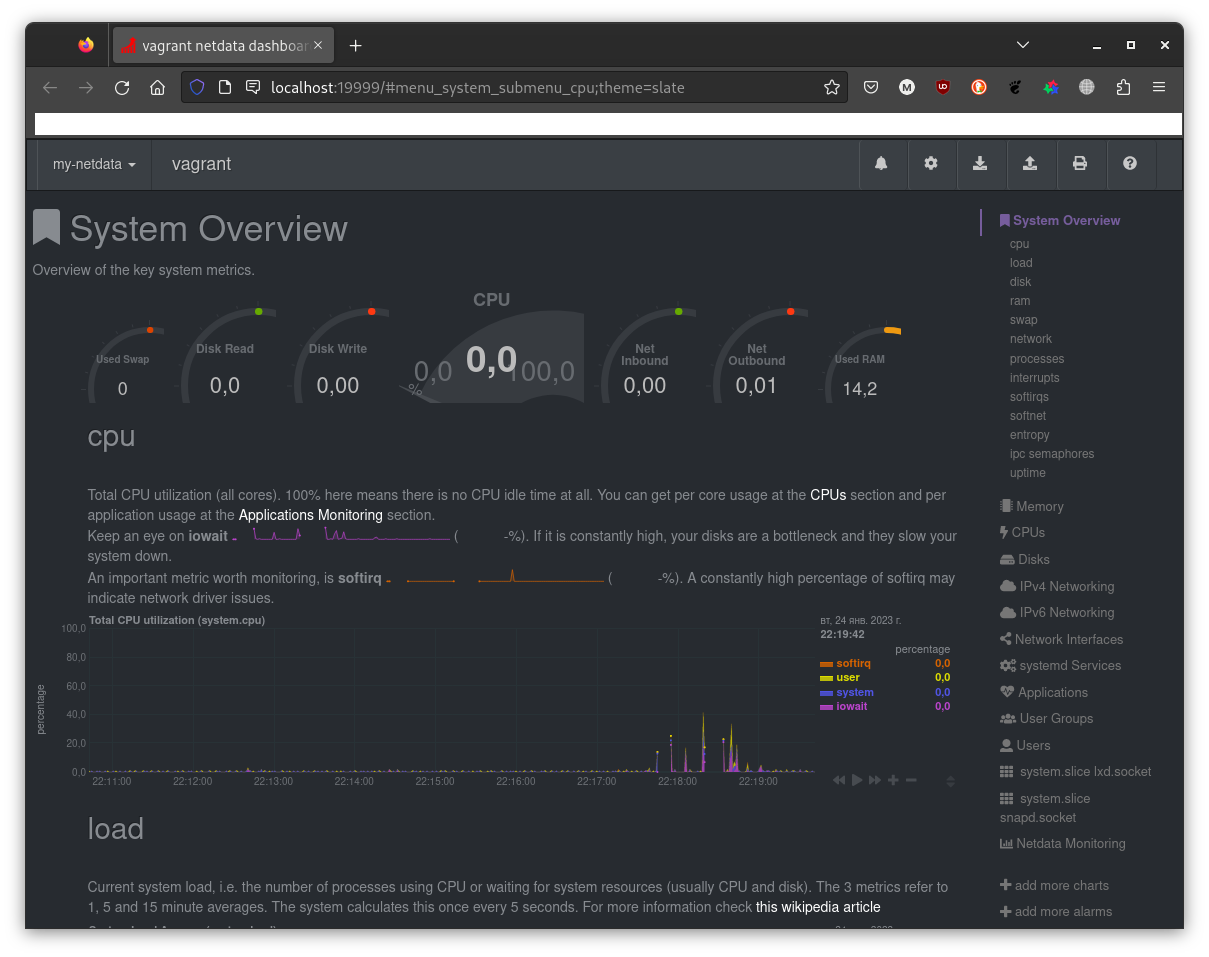 vagrant netdata dashboar
localhost:19999/#menu_system_submenu_cpu;theme=slate
my-netdata
vagrant
System Overview
Overview of the key system metrics.
Used Swap
0
Disk Read
0,0
Disk Write
0,00
CPU
0,0
0,0
100,0
%
Net
Inbound
0,00
Net
Outbound
0,01
Used RAM
14,2
cpu
Total CPU utilization (all cores). 100% here means there is no CPU idle time at all. You can get per core usage at the CPUs section and per
application usage at the Applications Monitoring section.
Keep an eye on iowait ( -%). If it is constantly high, your disks are a bottleneck and they slow your
system down.
An important metric worth monitoring, is softirq ( -%). A constantly high percentage of softirq may
indicate network driver issues.
Total CPU utilization (system.cpu)
percentage
100,0
80,0
60,0
40,0
20,0
0,0
22:11:00 22:12:00 22:13:00 22:14:00 22:15:00 22:16:00 22:17:00 22:18:00 22:19:00
вт, 24 янв. 2023 г.
22:19:42
percentage
softirq 0,0
user 0,0
system 0,0
iowait 0,0
load
Current system load, i.e. the number of processes using CPU or waiting for system resources (usually CPU and disk). The 3 metrics refer to
1, 5 and 15 minute averages. The system calculates this once every 5 seconds. For more information check this wikipedia article
System Overview
cpu
load
disk
ram
swap
network
processes
interrupts
softirqs
softnet
entropy
ipc semaphores
uptime
Memory
CPUs
Disks
IPv4 Networking
IPv6 Networking
Network Interfaces
systemd Services
Applications
User Groups
Users
system.slice lxd.socket
system.slice
snapd.socket
Netdata Monitoring
add more charts
add more alarms